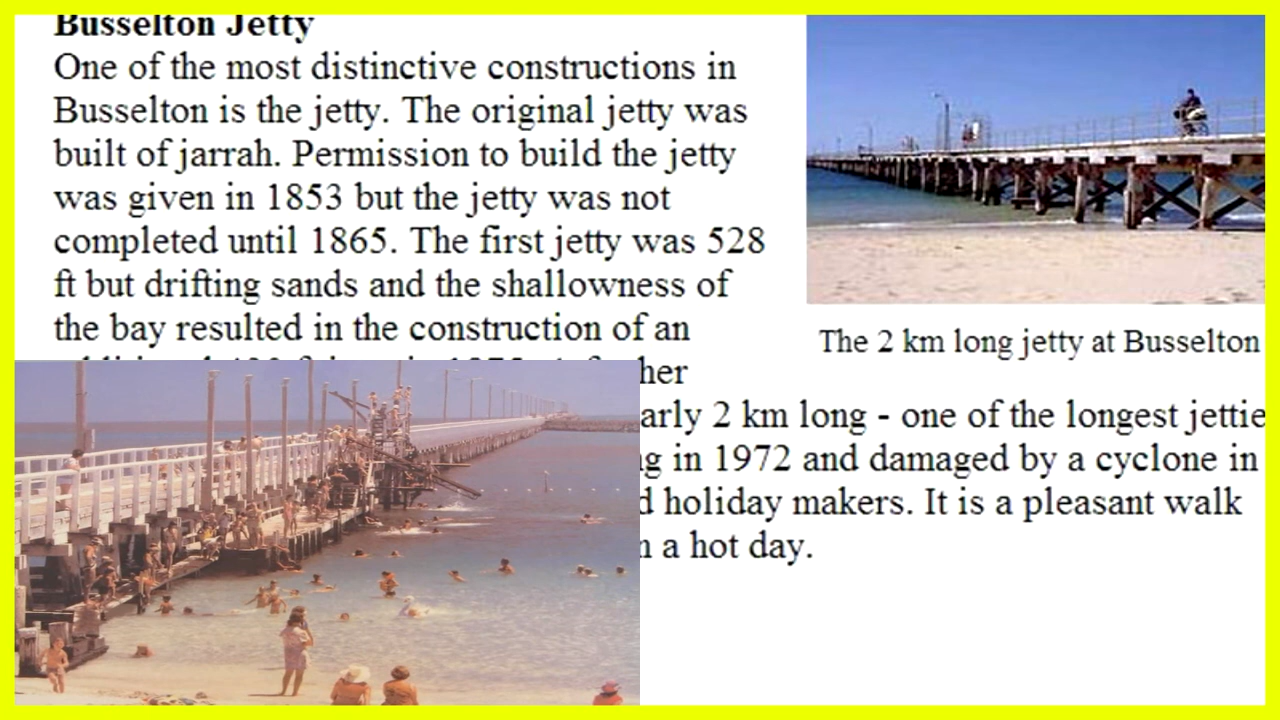 Busselton Jetty
One of the most distinctive constructions in
Busselton is the jetty. The original jetty was
built of jarrah. Permission to build the jetty
was given in 1853 but the jetty was not
completed until 1865. The first jetty was 528
ft but drifting sands and the shallowness of
the bay resulted in the construction of an
The 2 km long jetty at Busselton
2 km long - one of the longest
in 1972 and damaged by a cyclone in
holiday makers. It is a pleasant walk
a hot day.